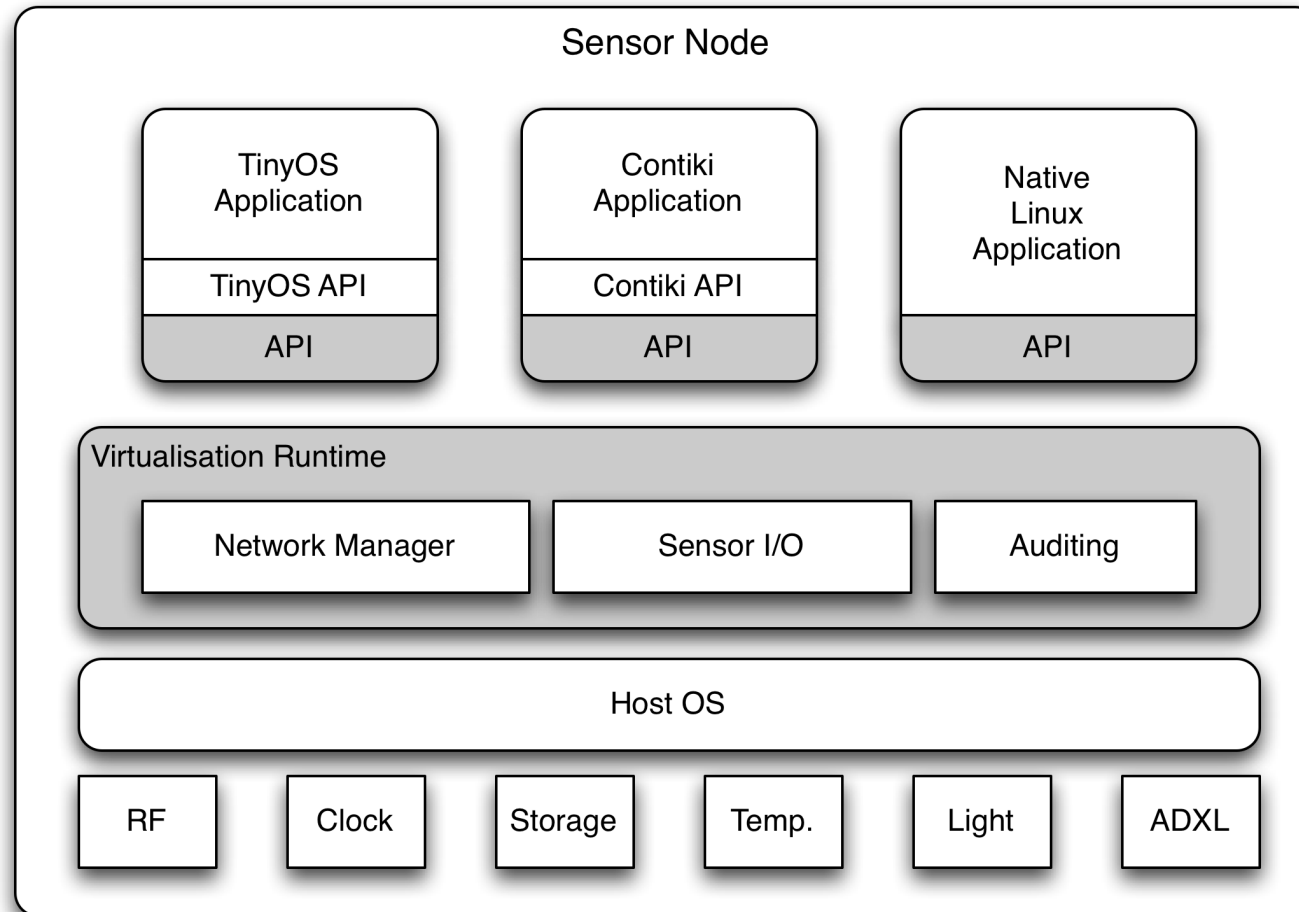 Sensor Node
TinyOS
Application
TinyOS API
API
Contiki
Application
Contiki API
API
Native
Linux
Application
API
Virtualisation Runtime
Network Manager
Sensor I/O
Auditing
Host OS
RF
Clock
Storage
Temp.
Light
ADXL